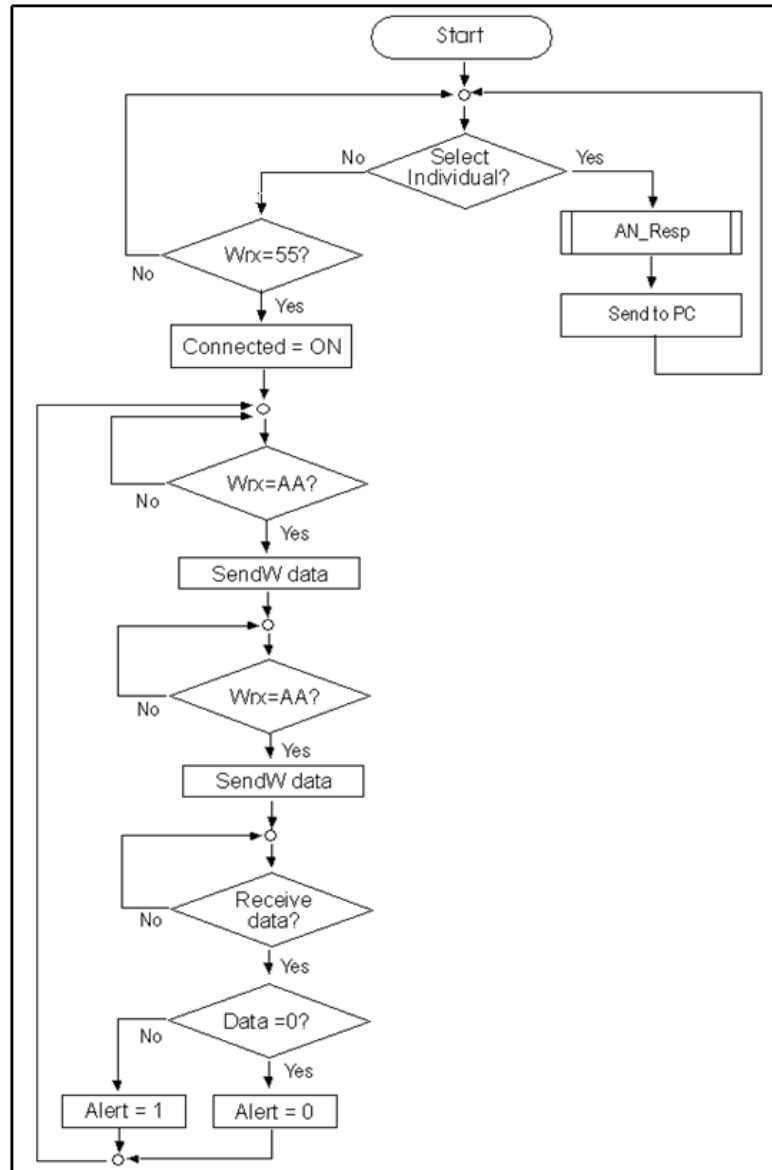 Start
Select
Individual?
No
Yes
AN_Resp
Send to PC
Wrx=55?
No
Yes
Connected = ON
Wrx=AA?
No
Yes
SendW data
Wrx=AA?
No
Yes
SendW data
Receive
data?
No
Yes
Data =0?
No
Yes
Alert = 1
Alert = 0